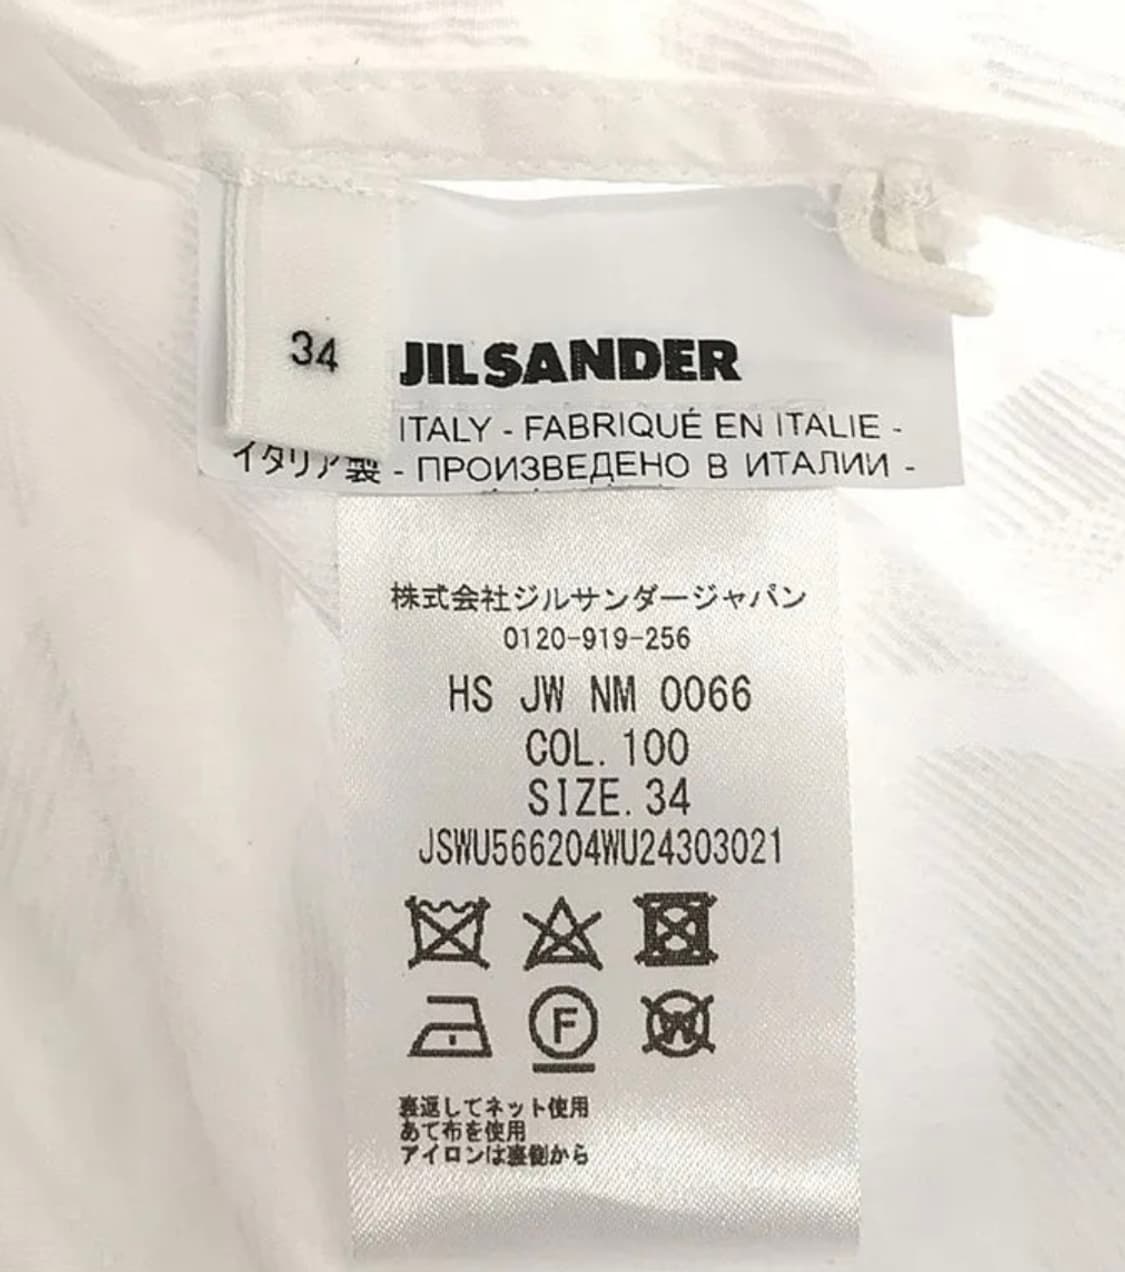 34
JIL SANDER
ITALY - FABRIQUÉ EN ITALIE -
イタリア製 - ПРОИЗВЕДЕНО В ИТАЛИИ -
株式会社ジルサンダージャパン
0120-919-256
HS JW NM 0066
COL. 100
SIZE. 34
JSWU566204WU24303021
F
W
裏返してネット使用
あて布を使用
アイロンは裏側から